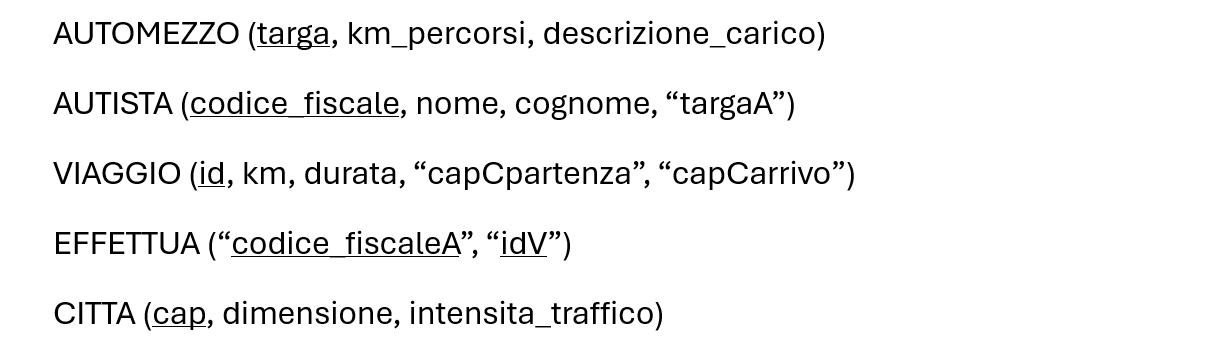 AUTOMEZZO (targa, km_percorsi, descrizione_carico)
AUTISTA (codice_fiscale, nome, cognome, “targaA”)
VIAGGIO (id, km, durata, “capCpartenza”, “capCarrivo”)
EFFETTUA (“codice_fiscaleA”, “idV”)
CITTA (cap, dimensione, intensita_traffico)